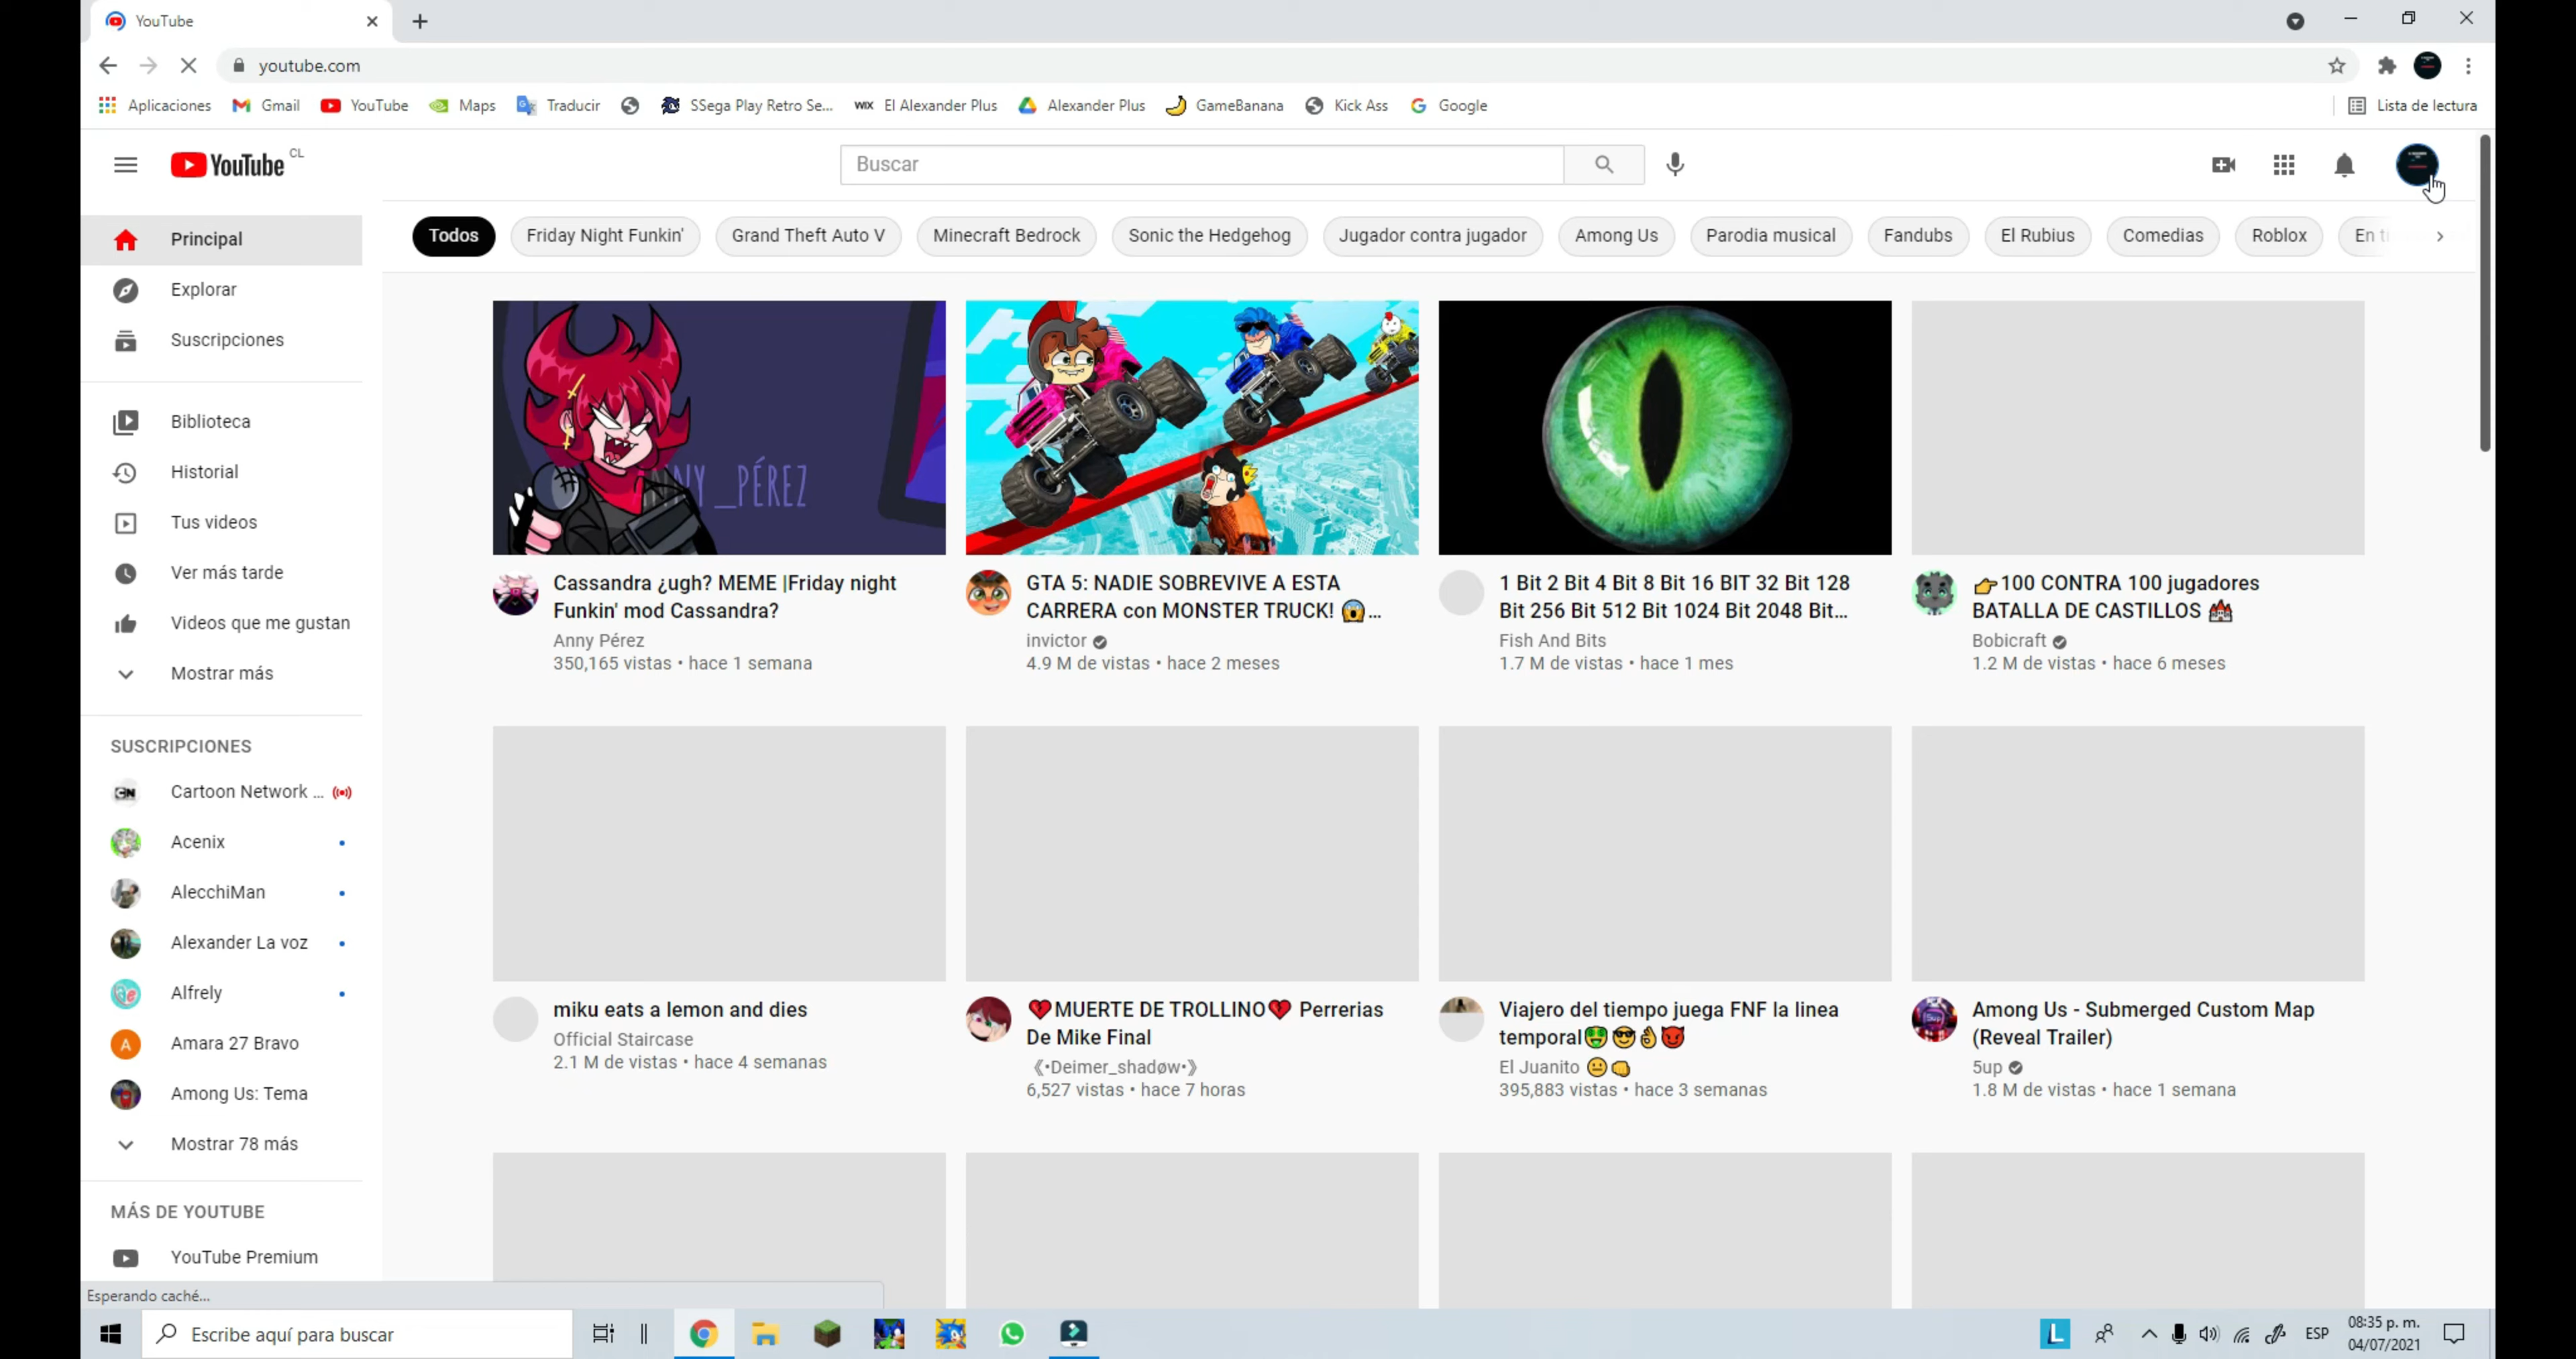 YouTube
youtube.com
Aplicaciones
Gmail
YouTube
Maps
Traducir
SSega Play Retro Se...
WIX El Alexander Plus
Alexander Plus
GameBanana
Kick Ass
Google
Lista de lectura
YouTube CL
Buscar
Principal
Explorar
Suscripciones
Biblioteca
Historial
Tus videos
Ver más tarde
Videos que me gustan
Mostrar más
SUSCRIPCIONES
CN Cartoon Network ...
Acenix
AlecchiMan
Alexander La voz
Alfrely
A Amara 27 Bravo
Among Us: Tema
Mostrar 78 más
MÁS DE YOUTUBE
YouTube Premium
Todos
Friday Night Funkin'
Grand Theft Auto V
Minecraft Bedrock
Sonic the Hedgehog
Jugador contra jugador
Among Us
Parodia musical
Fandubs
El Rubius
Comedias
Roblox
En t
NNY_PÉREZ
Cassandra ¿ugh? MEME |Friday night
Funkin' mod Cassandra?
Anny Pérez
350,165 vistas • hace 1 semana
GTA 5: NADIE SOBREVIVE A ESTA
CARRERA con MONSTER TRUCK! 😱...
invictor
4.9 M de vistas • hace 2 meses
1 Bit 2 Bit 4 Bit 8 Bit 16 BIT 32 Bit 128
Bit 256 Bit 512 Bit 1024 Bit 2048 Bit...
Fish And Bits
1.7 M de vistas • hace 1 mes
👉100 CONTRA 100 jugadores
BATALLA DE CASTILLOS 🏰
Bobicraft
1.2 M de vistas • hace 6 meses
miku eats a lemon and dies
Official Staircase
2.1 M de vistas • hace 4 semanas
💔MUERTE DE TROLLINO💔 Perrerias
De Mike Final
《•Deimer_shadøw•》
6,527 vistas • hace 7 horas
Viajero del tiempo juega FNF la linea
temporal🤑😎👌😈
El Juanito 😐👊
395,883 vistas • hace 3 semanas
Among Us - Submerged Custom Map
(Reveal Trailer)
5up
1.8 M de vistas • hace 1 semana
Esperando caché...
Escribe aquí para buscar
L
ESP
08:35 p. m.
04/07/2021